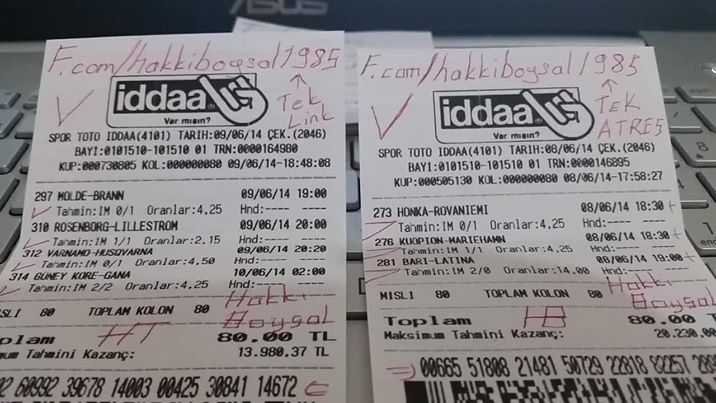 ASUS
F.com/hakkiboysal1985
Tek
Link
iddaa
Var mısın?
SPOR TOTO IDDAA(4101) TARIH:09/06/14 ÇEK.(2046)
BAYI:0101510-101510 01 TRN:0000164980
KUP:000730805 KOL:000000080 09/06/14-18:48:08
297 MOLDE-BRANN 09/06/14 19:00
Tahmin:IM 0/1 Oranlar:4.25 Hnd:----
310 ROSENBORG-LILLESTROM 09/06/14 20:00
Tahmin:IM 1/1 Oranlar:2.15 Hnd:----
312 VARNAMO-HUSQVARNA 09/06/14 20:20
Tahmin:IM 0/1 Oranlar:4.50 Hnd:----
314 GUNEY KORE-GANA 10/06/14 02:00
Tahmin:IM 2/2 Oranlar:4.25 Hnd:----
Hakkı
Boysal
80 TOPLAM KOLON 80
HT
80.00 TL
Tahmini Kazanç: 13.980,37 TL
60992 39678 14003 00425 30841 14672
F.com/hakkiboysal1985
TEK
ATRES
iddaa
Var mısın?
SPOR TOTO IDDAA(4101) TARIH:08/06/14 ÇEK.(2046)
BAYI:0101510-101510 01 TRN:0000146895
KUP:000505130 KOL:000000080 08/06/14-17:58:27
273 HONKA-ROVANIEMI 08/06/14 18:30
Tahmin:IM 0/1 Oranlar:4.25 Hnd:----
276 KUOPION-MARIEHAMN 08/06/14 18:30
Tahmin:IM 1/1 Oranlar:4.25 Hnd:----
281 BARI-LATINA 08/06/14 19:00
Tahmin:IM 2/0 Oranlar:14.00 Hnd:----
Hakkı
Boysal
MISLI 80 TOPLAM KOLON 80
HB
Toplam 80.00 T
Maksimum Tahmini Kazanç: 20.230,00
00665 51808 21481 50729 22818 82257